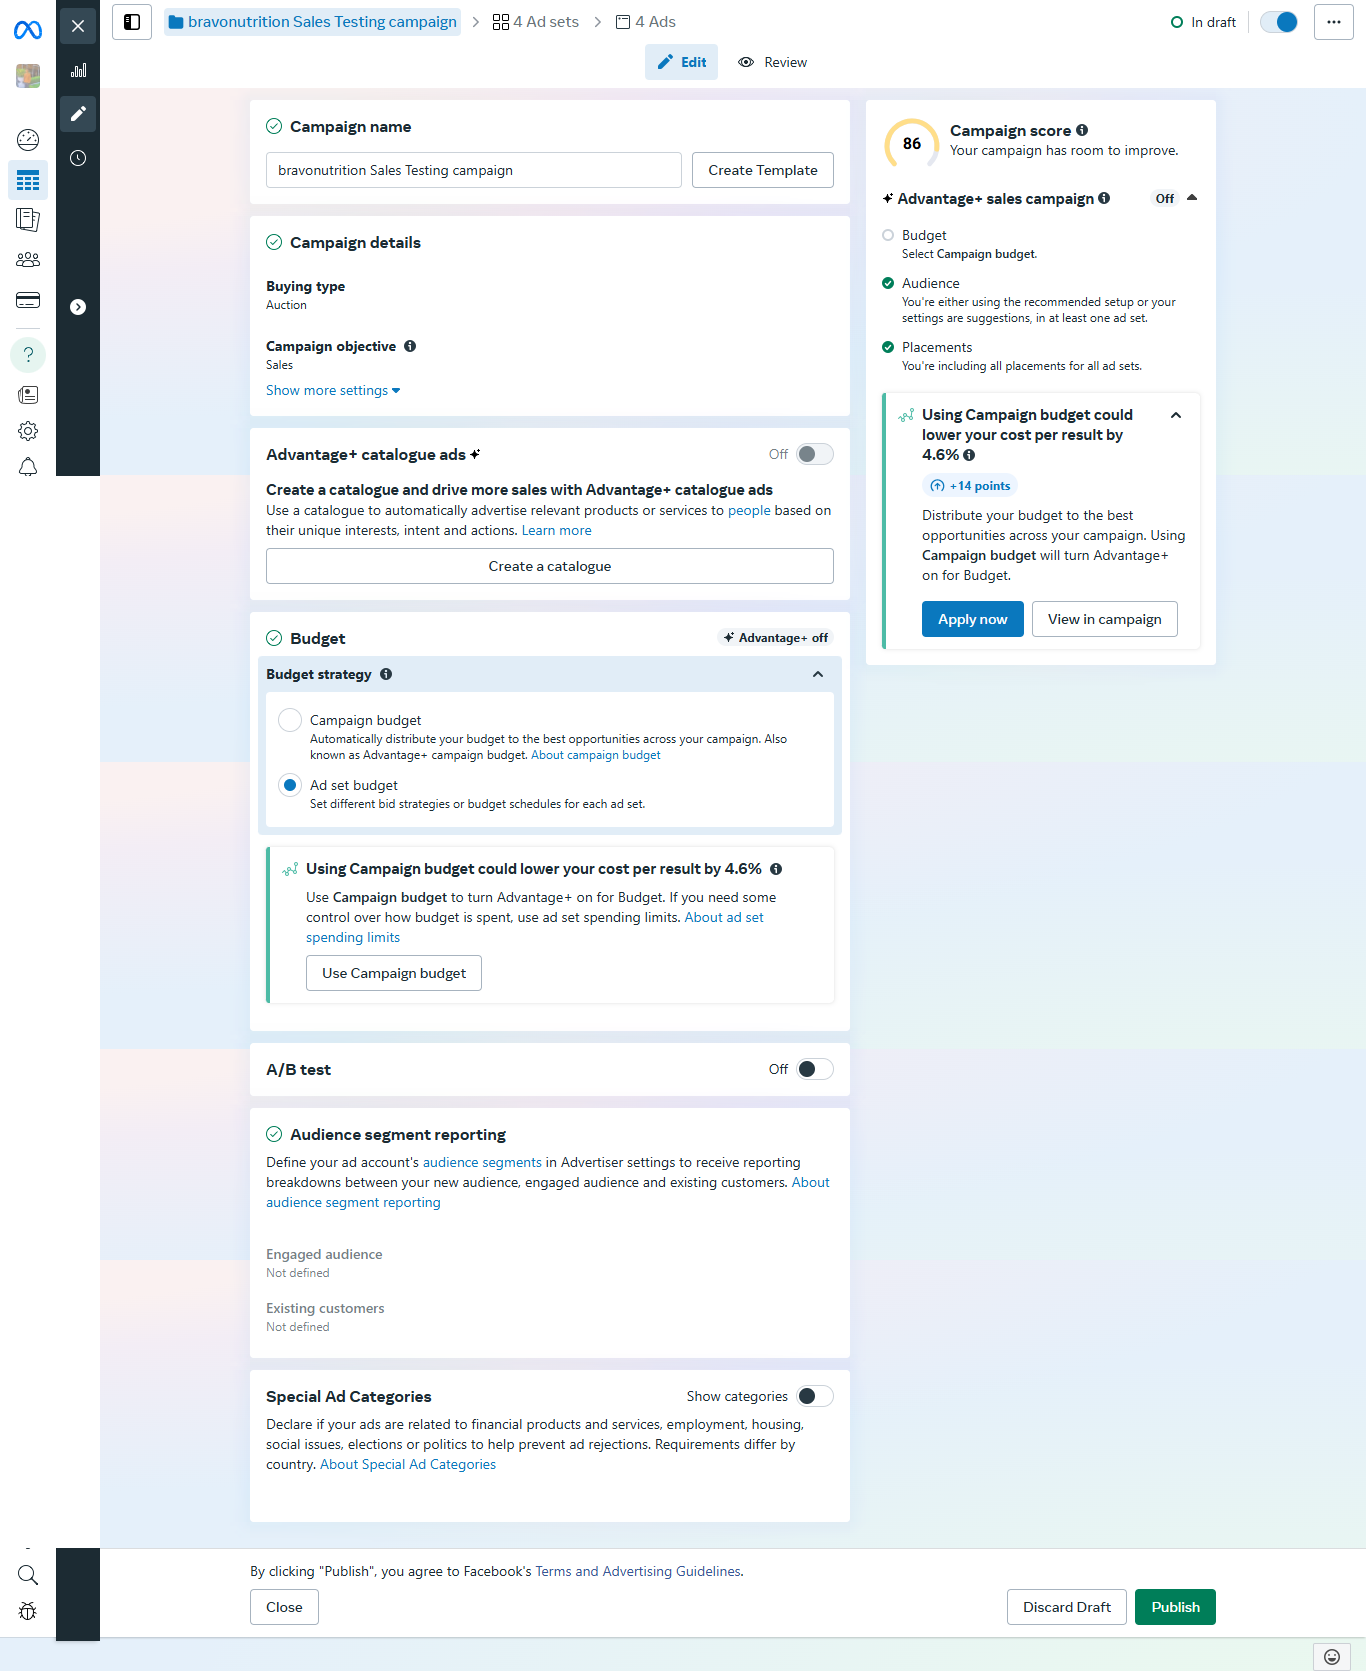 bravonutrition Sales Testing campaign
4 Ad sets
4 Ads
In draft
Edit
Review
Campaign name
bravonutrition Sales Testing campaign
Create Template
Campaign details
Buying type
Auction
Campaign objective
Sales
Show more settings
Advantage+ catalogue ads
Off
Create a catalogue and drive more sales with Advantage+ catalogue ads
Use a catalogue to automatically advertise relevant products or services to people based on
their unique interests, intent and actions. Learn more
Create a catalogue
Budget
Advantage+ off
Budget strategy
Campaign budget
Automatically distribute your budget to the best opportunities across your campaign. Also
known as Advantage+ campaign budget. About campaign budget
Ad set budget
Set different bid strategies or budget schedules for each ad set.
Using Campaign budget could lower your cost per result by 4.6%
Use Campaign budget to turn Advantage+ on for Budget. If you need some
control over how budget is spent, use ad set spending limits. About ad set
spending limits
Use Campaign budget
A/B test
Off
Audience segment reporting
Define your ad account's audience segments in Advertiser settings to receive reporting
breakdowns between your new audience, engaged audience and existing customers. About
audience segment reporting
Engaged audience
Not defined
Existing customers
Not defined
Special Ad Categories
Show categories
Declare if your ads are related to financial products and services, employment, housing,
social issues, elections or politics to help prevent ad rejections. Requirements differ by
country. About Special Ad Categories
86
Campaign score
Your campaign has room to improve.
Advantage+ sales campaign
Off
Budget
Select Campaign budget.
Audience
You're either using the recommended setup or your
settings are suggestions, in at least one ad set.
Placements
You're including all placements for all ad sets.
Using Campaign budget could
lower your cost per result by
4.6%
+14 points
Distribute your budget to the best
opportunities across your campaign. Using
Campaign budget will turn Advantage+
on for Budget.
Apply now
View in campaign
By clicking "Publish", you agree to Facebook's Terms and Advertising Guidelines.
Close
Discard Draft
Publish